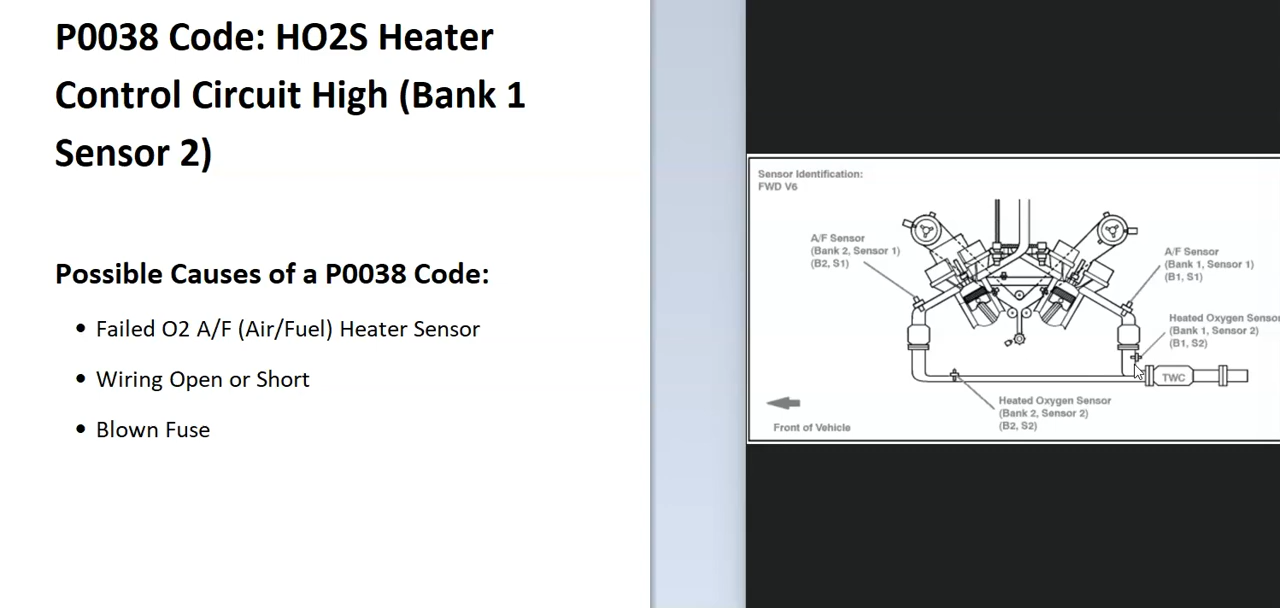 P0038 Code: HO2S Heater
Control Circuit High (Bank 1
Sensor 2)
Possible Causes of a P0038 Code:
• Failed O2 A/F (Air/Fuel) Heater Sensor
• Wiring Open or Short
• Blown Fuse
Sensor Identification:
FWD V6
A/F Sensor
(Bank 2, Sensor 1)
(B2, S1)
A/F Sensor
(Bank 1, Sensor 1)
(B1, S1)
Heated Oxygen Sensor
(Bank 1, Sensor 2)
(B1, S2)
TWC
Heated Oxygen Sensor
(Bank 2, Sensor 2)
(B2, S2)
Front of Vehicle